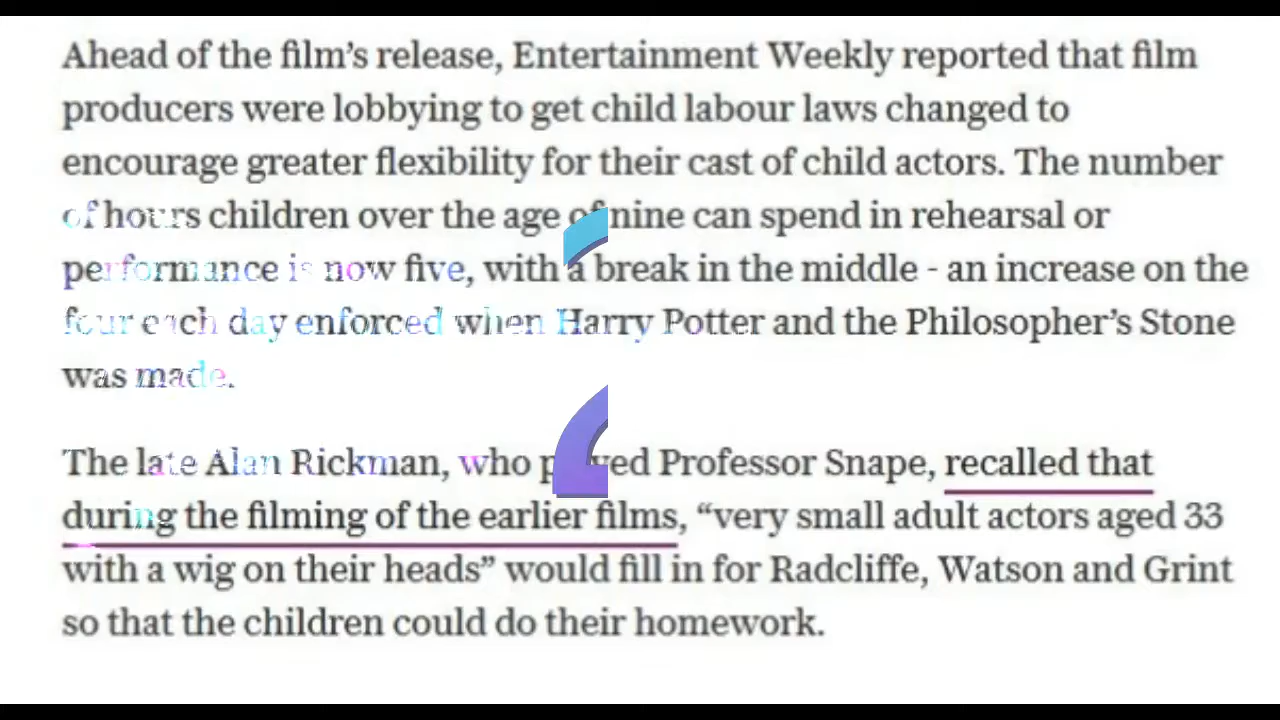 Ahead of the film’s release, Entertainment Weekly reported that film
producers were lobbying to get child labour laws changed to
encourage greater flexibility for their cast of child actors. The number
of hours children over the age of nine can spend in rehearsal or
performance is now five, with a break in the middle - an increase on the
four each day enforced when Harry Potter and the Philosopher’s Stone
was made.
The late Alan Rickman, who played Professor Snape, recalled that
during the filming of the earlier films, “very small adult actors aged 33
with a wig on their heads” would fill in for Radcliffe, Watson and Grint
so that the children could do their homework.